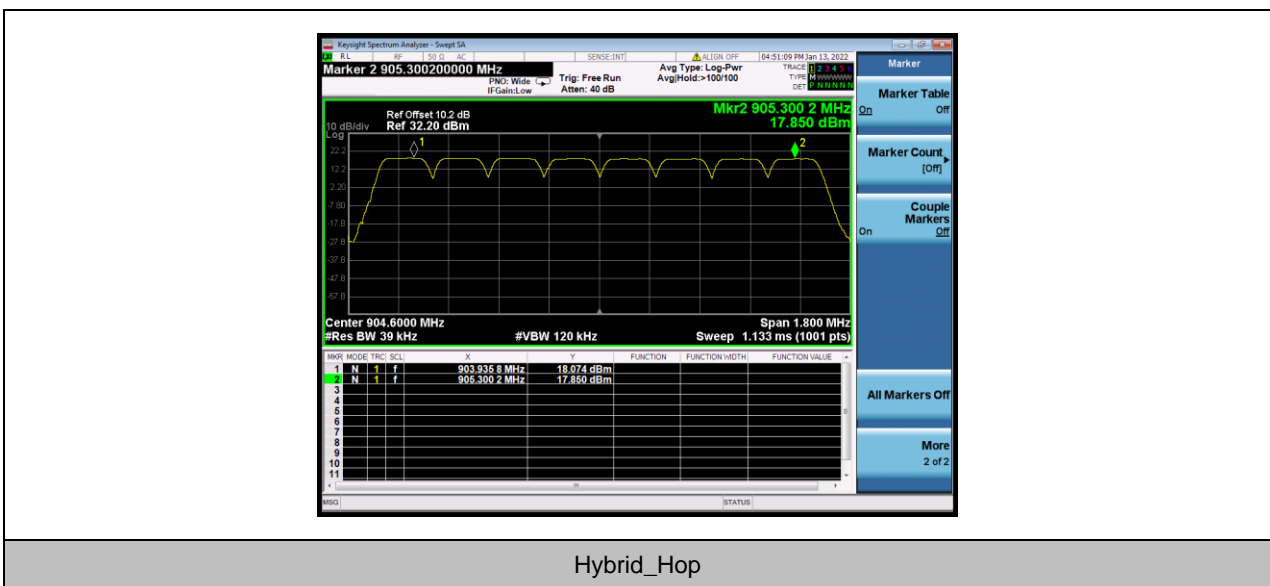 Keysight Spectrum Analyzer - Swept SA
RL RF 50 Ω AC SENSE:INT ALIGN OFF 04:51:09 PM Jan 13, 2022
Marker 2 905.300200000 MHz
PNO: Wide
IFGain:Low
Trig: Free Run
Atten: 40 dB
Avg Type: Log-Pwr
Avg|Hold:>100/100
TRACE 1 2 3 4 5 6
TYPE M WWWWW
DET P N N N N N
Mkr2 905.300 2 MHz
17.850 dBm
Ref Offset 10.2 dB
10 dB/div Ref 32.20 dBm
Log
22.2
12.2
2.20
-7.80
-17.8
-27.8
-37.8
-47.8
-57.8
1
2
Center 904.6000 MHz Span 1.800 MHz
#Res BW 39 kHz #VBW 120 kHz Sweep 1.133 ms (1001 pts)
MKR MODE TRC SCL X Y FUNCTION FUNCTION WIDTH FUNCTION VALUE
1 N 1 f 903.935 8 MHz 18.074 dBm
2 N 1 f 905.300 2 MHz 17.850 dBm
3
4
5
6
7
8
9
10
11
MSG STATUS
Marker
Marker Table
On Off
Marker Count
[Off]
Couple
Markers
On Off
All Markers Off
More
2 of 2
Hybrid_Hop